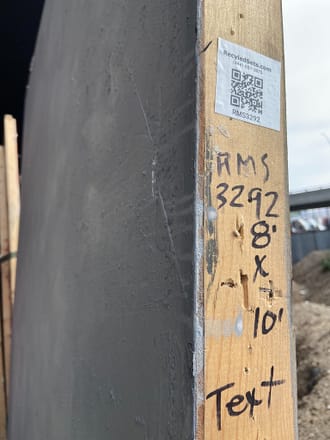 RecycledSets.com
RMS3292
RMS
3292
8'
X
10'
Text